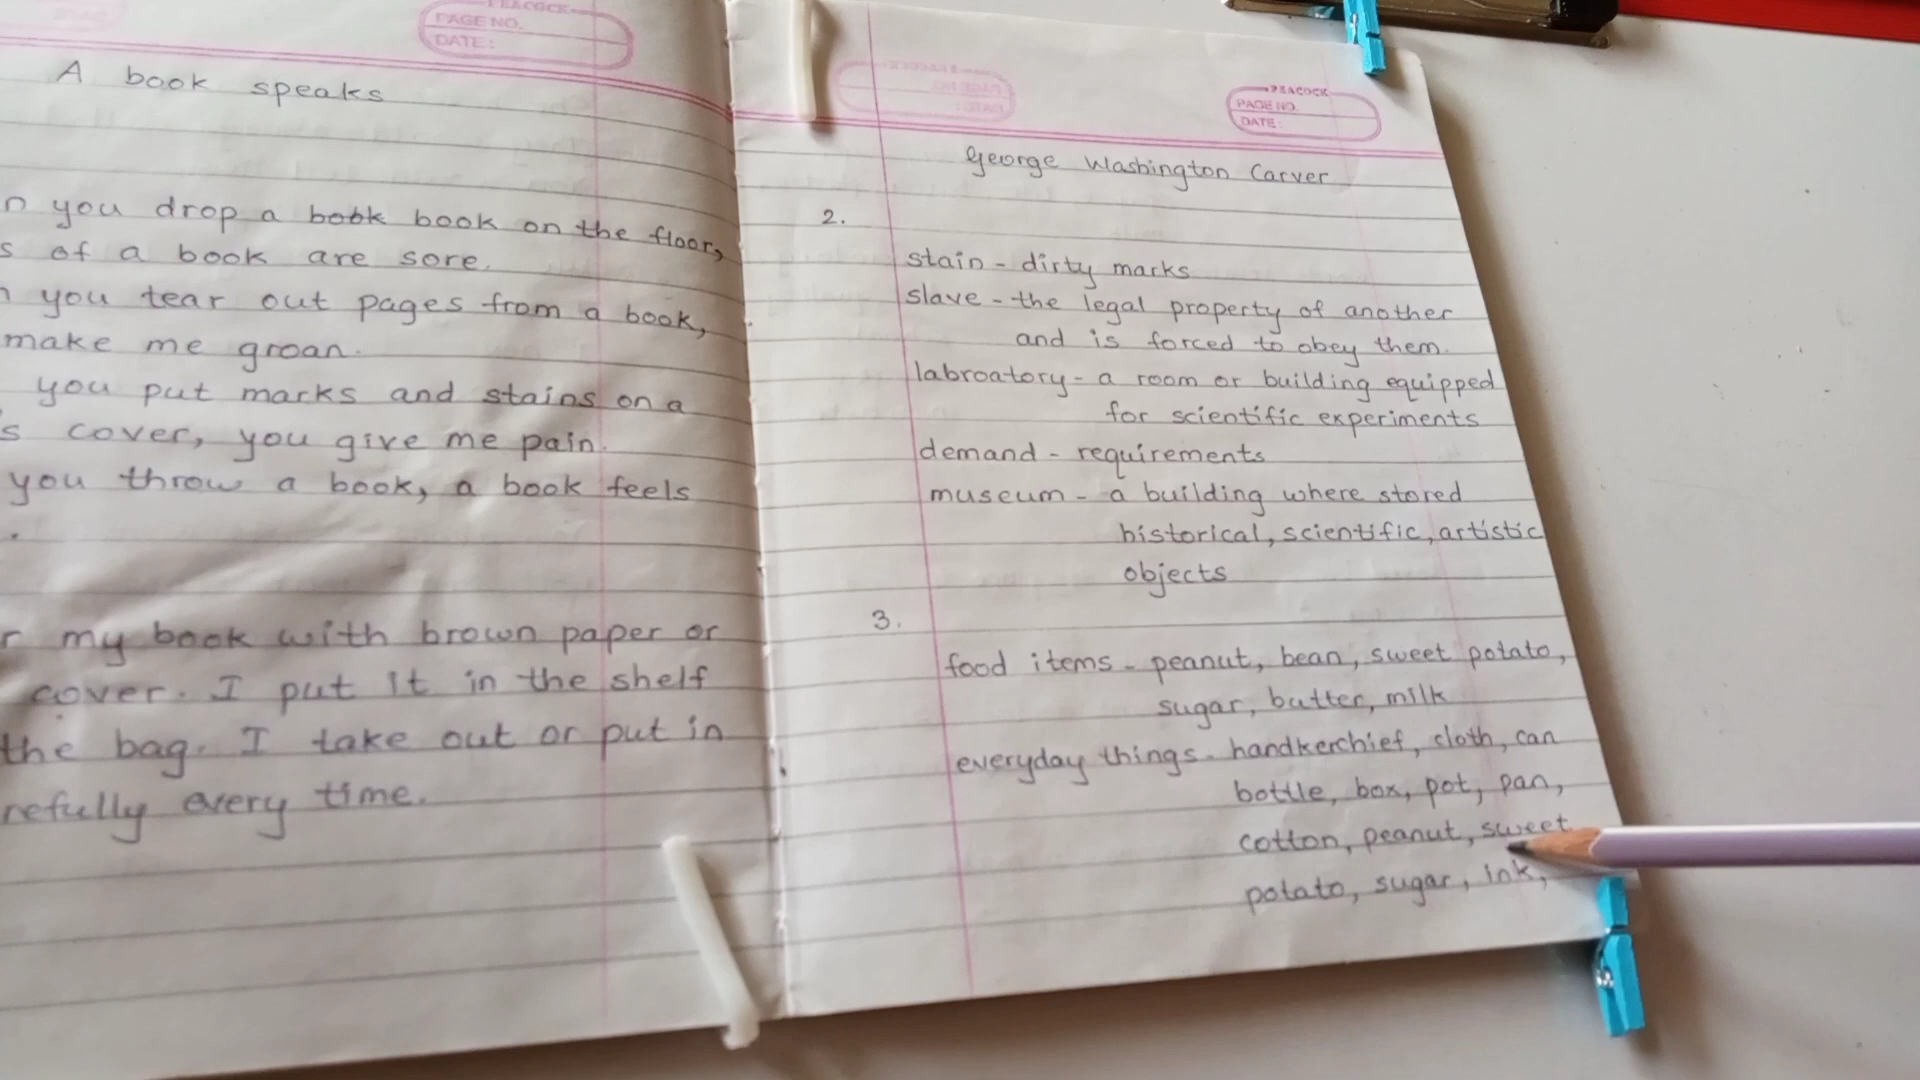 PEACOCK
PAGE NO.
DATE:
A book speaks
n you drop a book book on the floor,
s of a book are sore.
n you tear out pages from a book,
make me groan.
you put marks and stains on a
s cover, you give me pain.
you throw a book, a book feels
r my book with brown paper or
cover. I put it in the shelf
the bag. I take out or put in
refully every time.
PEACOCK
PAGE NO.
DATE:
George Washington Carver
2.
stain - dirty marks
slave - the legal property of another
and is forced to obey them.
labroatory - a room or building equipped
for scientific experiments
demand - requirements
museum - a building where stored
historical, scientific, artistic
objects
3.
food items - peanut, bean, sweet potato,
sugar, butter, milk
everyday things - handkerchief, cloth, can
bottle, box, pot, pan,
cotton, peanut, sweet
potato, sugar, ink,